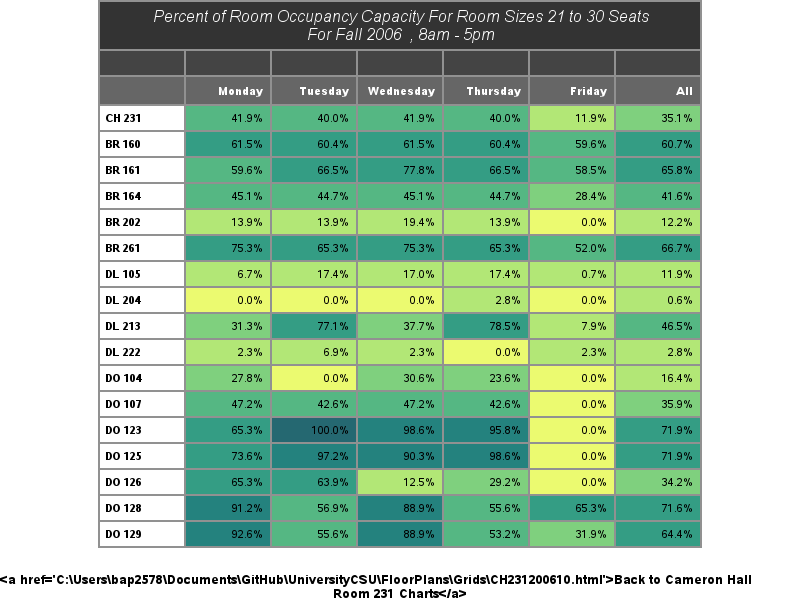 Percent of Room Occupancy Capacity For Room Sizes 21 to 30 Seats
For Fall 2006 , 8am - 5pm
Monday Tuesday Wednesday Thursday Friday All
CH 231 41.9% 40.0% 41.9% 40.0% 11.9% 35.1%
BR 160 61.5% 60.4% 61.5% 60.4% 59.6% 60.7%
BR 161 59.6% 66.5% 77.8% 66.5% 58.5% 65.8%
BR 164 45.1% 44.7% 45.1% 44.7% 28.4% 41.6%
BR 202 13.9% 13.9% 19.4% 13.9% 0.0% 12.2%
BR 261 75.3% 65.3% 75.3% 65.3% 52.0% 66.7%
DL 105 6.7% 17.4% 17.0% 17.4% 0.7% 11.9%
DL 204 0.0% 0.0% 0.0% 2.8% 0.0% 0.6%
DL 213 31.3% 77.1% 37.7% 78.5% 7.9% 46.5%
DL 222 2.3% 6.9% 2.3% 0.0% 2.3% 2.8%
DO 104 27.8% 0.0% 30.6% 23.6% 0.0% 16.4%
DO 107 47.2% 42.6% 47.2% 42.6% 0.0% 35.9%
DO 123 65.3% 100.0% 98.6% 95.8% 0.0% 71.9%
DO 125 73.6% 97.2% 90.3% 98.6% 0.0% 71.9%
DO 126 65.3% 63.9% 12.5% 29.2% 0.0% 34.2%
DO 128 91.2% 56.9% 88.9% 55.6% 65.3% 71.6%
DO 129 92.6% 55.6% 88.9% 53.2% 31.9% 64.4%
<a href='C:\Users\bap2578\Documents\GitHub\UniversityCSU\FloorPlans\Grids\CH231200610.html'>Back to Cameron Hall
Room 231 Charts</a>